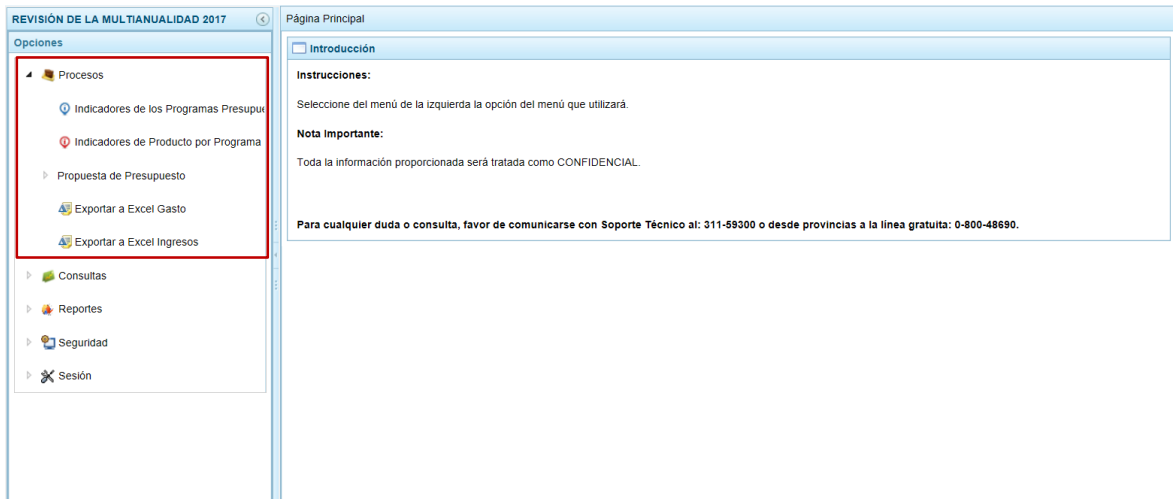 REVISIÓN DE LA MULTIANUALIDAD 2017
Opciones
Procesos
Indicadores de los Programas Presupue
Indicadores de Producto por Programa
Propuesta de Presupuesto
Exportar a Excel Gasto
Exportar a Excel Ingresos
Consultas
Reportes
Seguridad
Sesión
Página Principal
Introducción
Instrucciones:
Seleccione del menú de la izquierda la opción del menú que utilizará.
Nota Importante:
Toda la información proporcionada será tratada como CONFIDENCIAL.
Para cualquier duda o consulta, favor de comunicarse con Soporte Técnico al: 311-59300 o desde provincias a la línea gratuita: 0-800-48690.